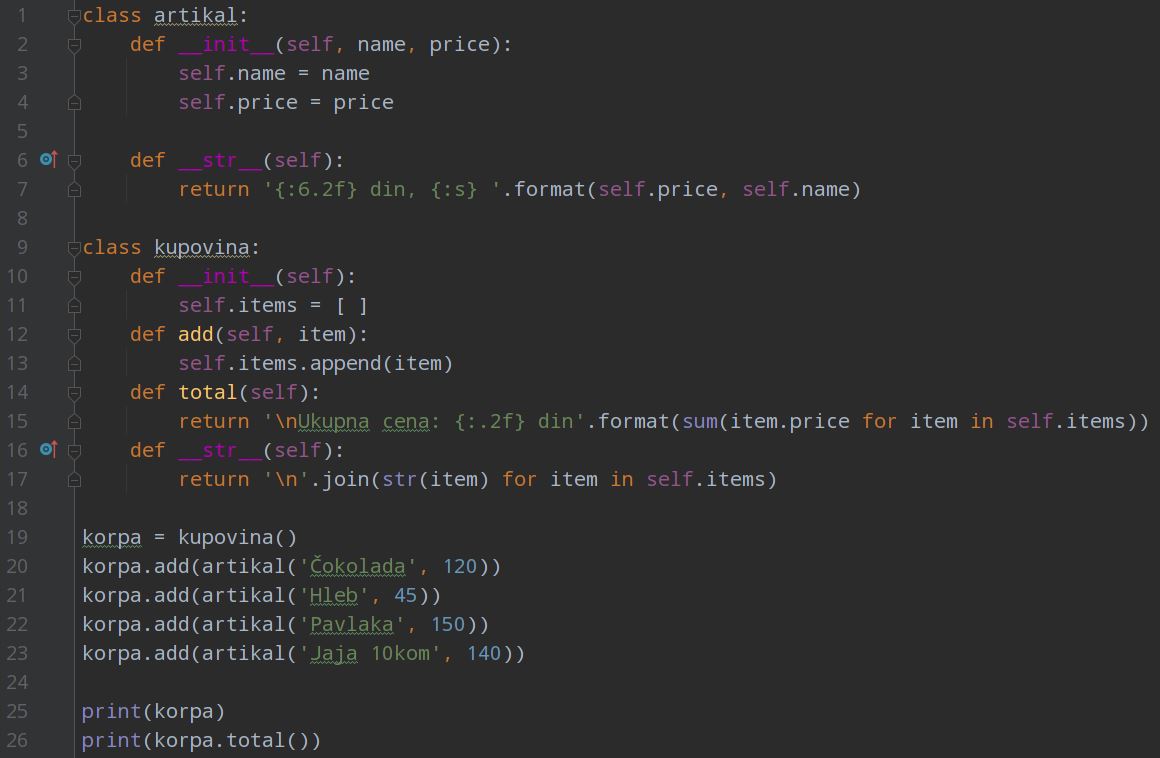 1 class artikal:
2     def __init__(self, name, price):
3         self.name = name
4         self.price = price
5
6     def __str__(self):
7         return '{:6.2f} din, {:s} '.format(self.price, self.name)
8
9 class kupovina:
10     def __init__(self):
11         self.items = [ ]
12     def add(self, item):
13         self.items.append(item)
14     def total(self):
15         return '\nUkupna cena: {:.2f} din'.format(sum(item.price for item in self.items))
16     def __str__(self):
17         return '\n'.join(str(item) for item in self.items)
18
19 korpa = kupovina()
20 korpa.add(artikal('Čokolada', 120))
21 korpa.add(artikal('Hleb', 45))
22 korpa.add(artikal('Pavlaka', 150))
23 korpa.add(artikal('Jaja 10kom', 140))
24
25 print(korpa)
26 print(korpa.total())